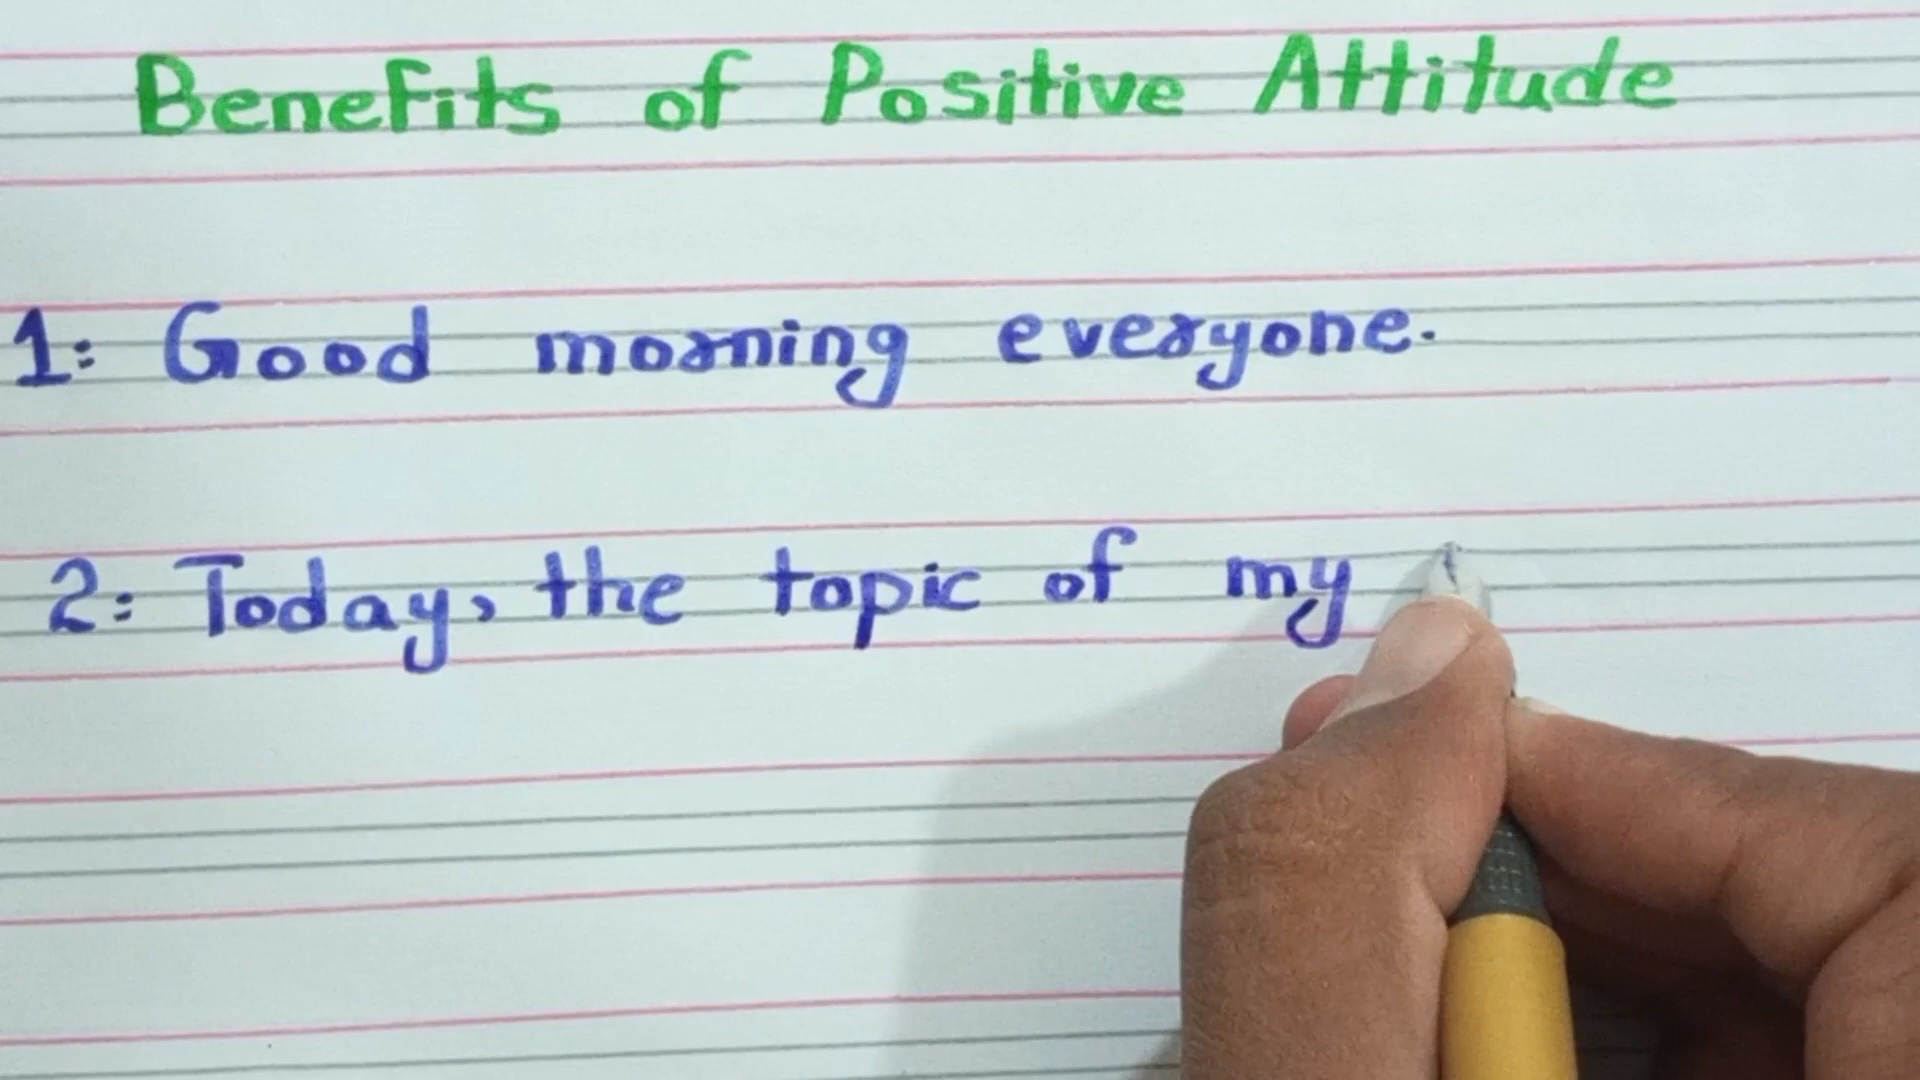 Benefits of Positive Attitude
1: Good morning everyone.
2: Today, the topic of my